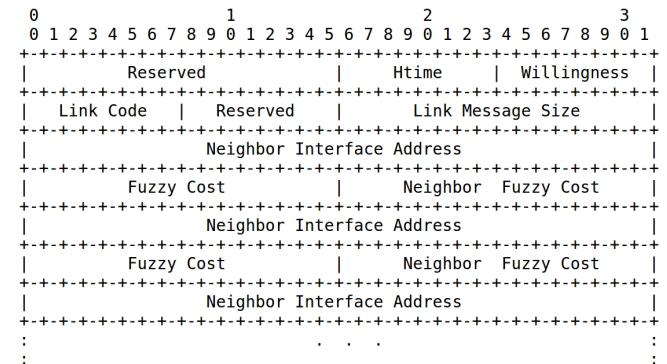 0                   1                   2                   3
 0 1 2 3 4 5 6 7 8 9 0 1 2 3 4 5 6 7 8 9 0 1 2 3 4 5 6 7 8 9 0 1
+-+-+-+-+-+-+-+-+-+-+-+-+-+-+-+-+-+-+-+-+-+-+-+-+-+-+-+-+-+-+-+-+
|          Reserved             |     Htime     |  Willingness  |
+-+-+-+-+-+-+-+-+-+-+-+-+-+-+-+-+-+-+-+-+-+-+-+-+-+-+-+-+-+-+-+-+
|   Link Code   |   Reserved    |       Link Message Size       |
+-+-+-+-+-+-+-+-+-+-+-+-+-+-+-+-+-+-+-+-+-+-+-+-+-+-+-+-+-+-+-+-+
|                  Neighbor Interface Address                   |
+-+-+-+-+-+-+-+-+-+-+-+-+-+-+-+-+-+-+-+-+-+-+-+-+-+-+-+-+-+-+-+-+
|          Fuzzy Cost           |      Neighbor  Fuzzy Cost     |
+-+-+-+-+-+-+-+-+-+-+-+-+-+-+-+-+-+-+-+-+-+-+-+-+-+-+-+-+-+-+-+-+
|                  Neighbor Interface Address                   |
+-+-+-+-+-+-+-+-+-+-+-+-+-+-+-+-+-+-+-+-+-+-+-+-+-+-+-+-+-+-+-+-+
|          Fuzzy Cost           |      Neighbor  Fuzzy Cost     |
+-+-+-+-+-+-+-+-+-+-+-+-+-+-+-+-+-+-+-+-+-+-+-+-+-+-+-+-+-+-+-+-+
|                  Neighbor Interface Address                   |
+-+-+-+-+-+-+-+-+-+-+-+-+-+-+-+-+-+-+-+-+-+-+-+-+-+-+-+-+-+-+-+-+
:                             .  .  .                           :
:                                                               :